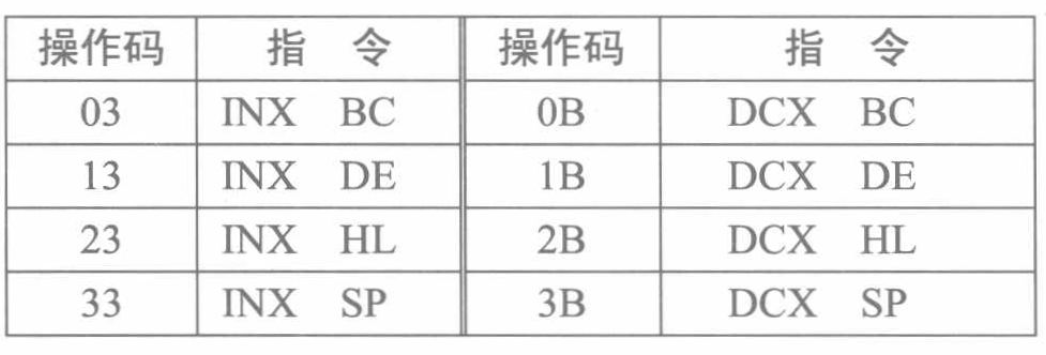 操作码 指 令 操作码 指 令
03 INX BC 0B DCX BC
13 INX DE 1B DCX DE
23 INX HL 2B DCX HL
33 INX SP 3B DCX SP